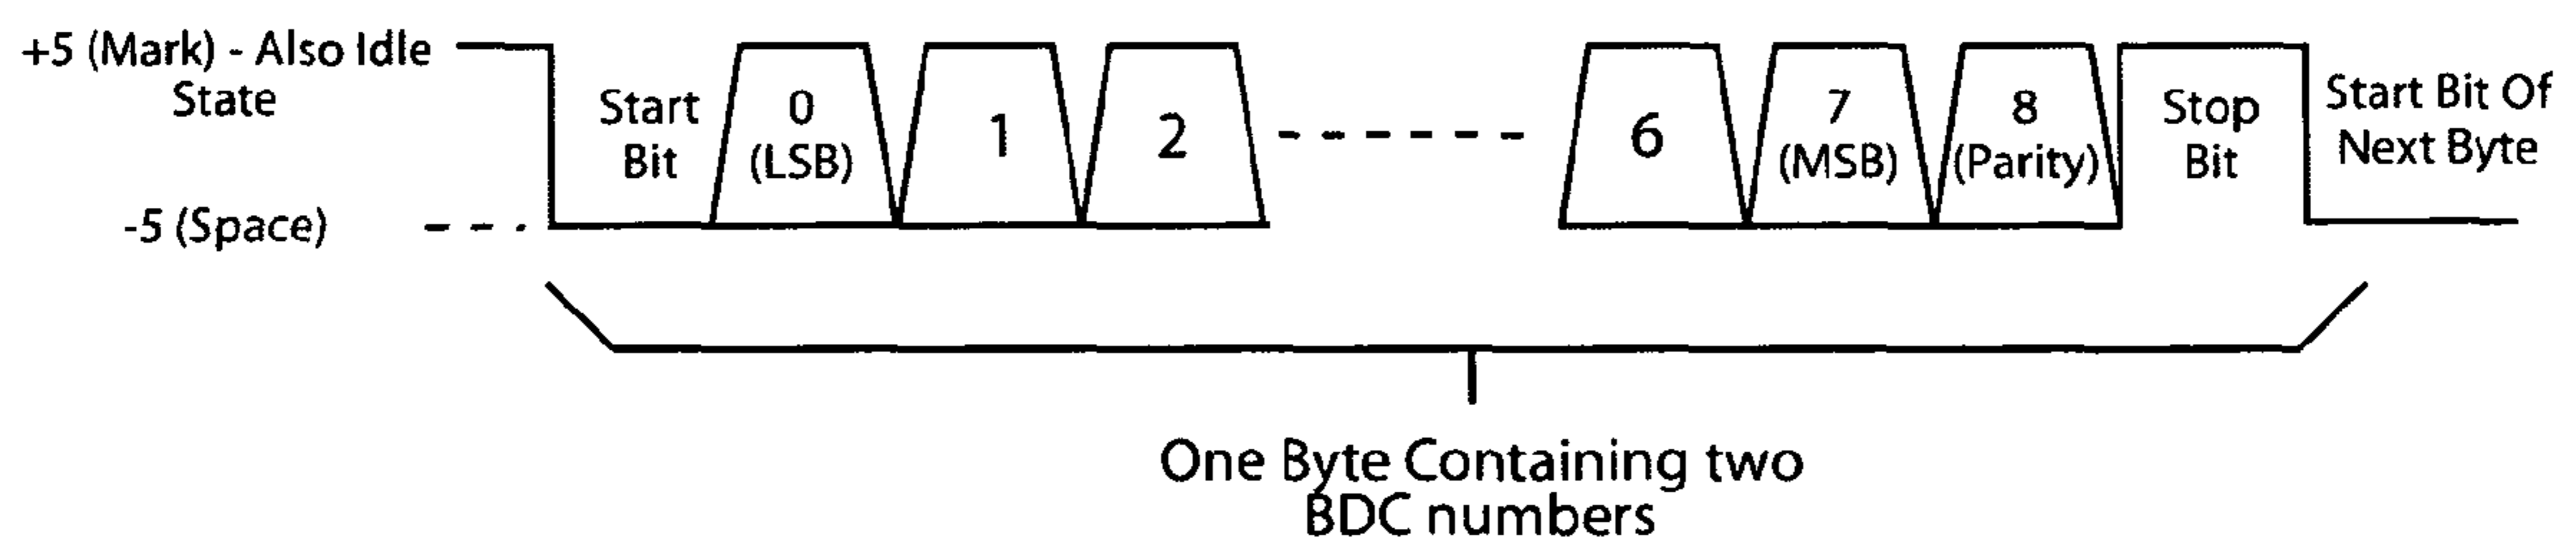 +5 (Mark) - Also Idle
State
-5 (Space)
Start
Bit
0
(LSB)
1
2
6
7
(MSB)
8
(Parity)
Stop
Bit
Start Bit Of
Next Byte
One Byte Containing two
BDC numbers